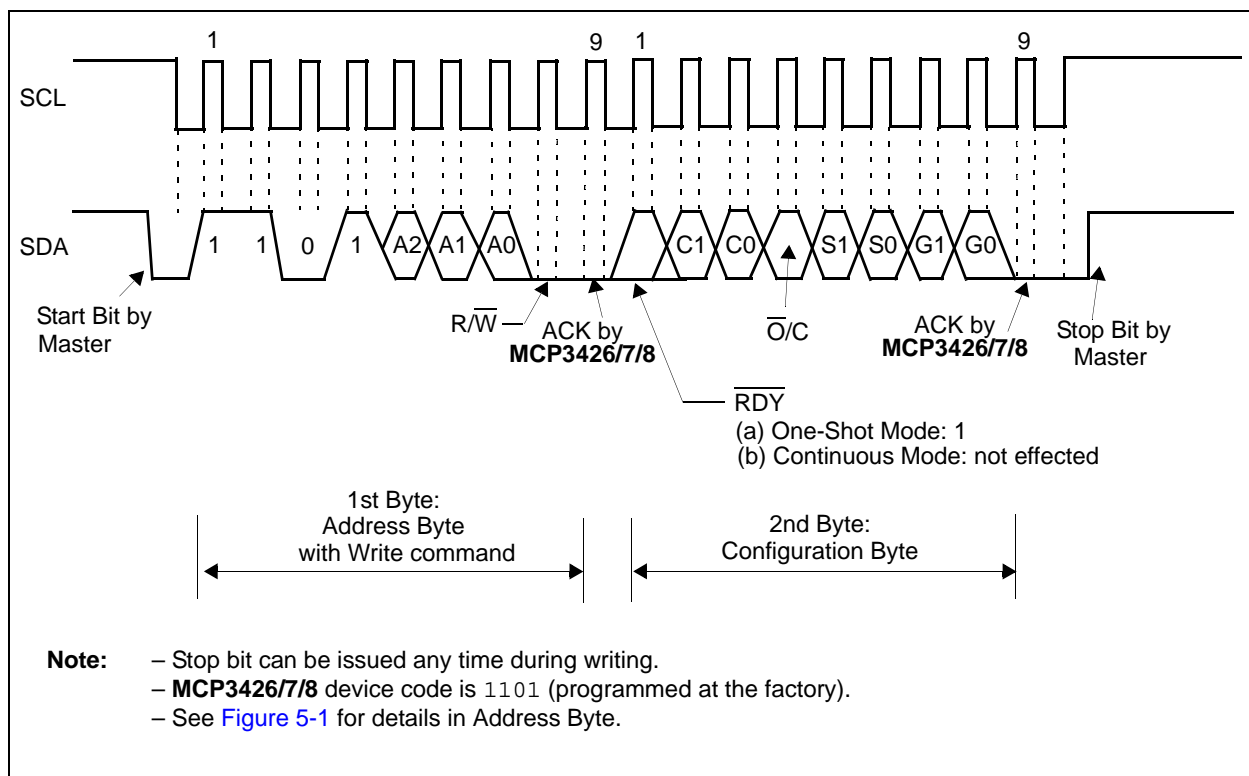 1 9 1 9
SCL
SDA 1 1 0 1 A2 A1 A0 C1 C0 S1 S0 G1 G0
Start Bit by
Master
R/W̅
ACK by
MCP3426/7/8
O̅/C
ACK by
MCP3426/7/8
Stop Bit by
Master
R̅D̅Y̅
(a) One-Shot Mode: 1
(b) Continuous Mode: not effected
1st Byte:
Address Byte
with Write command
2nd Byte:
Configuration Byte
Note: – Stop bit can be issued any time during writing.
– MCP3426/7/8 device code is 1101 (programmed at the factory).
– See Figure 5-1 for details in Address Byte.